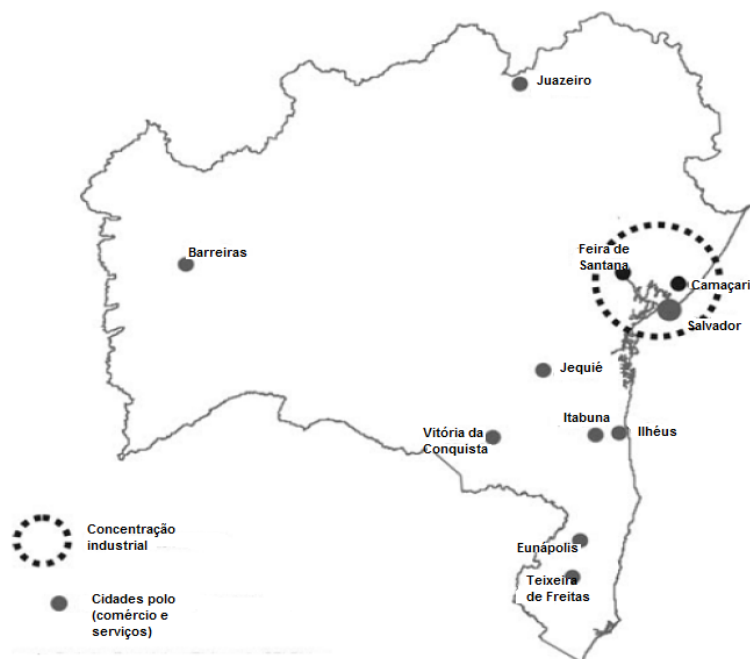 Juazeiro
Barreiras
Feira de
Santana
Camaçari
Salvador
Jequié
Vitória da
Conquista
Itabuna
Ilhéus
Eunápolis
Teixeira
de Freitas
Concentração
industrial
Cidades polo
(comércio e
serviços)